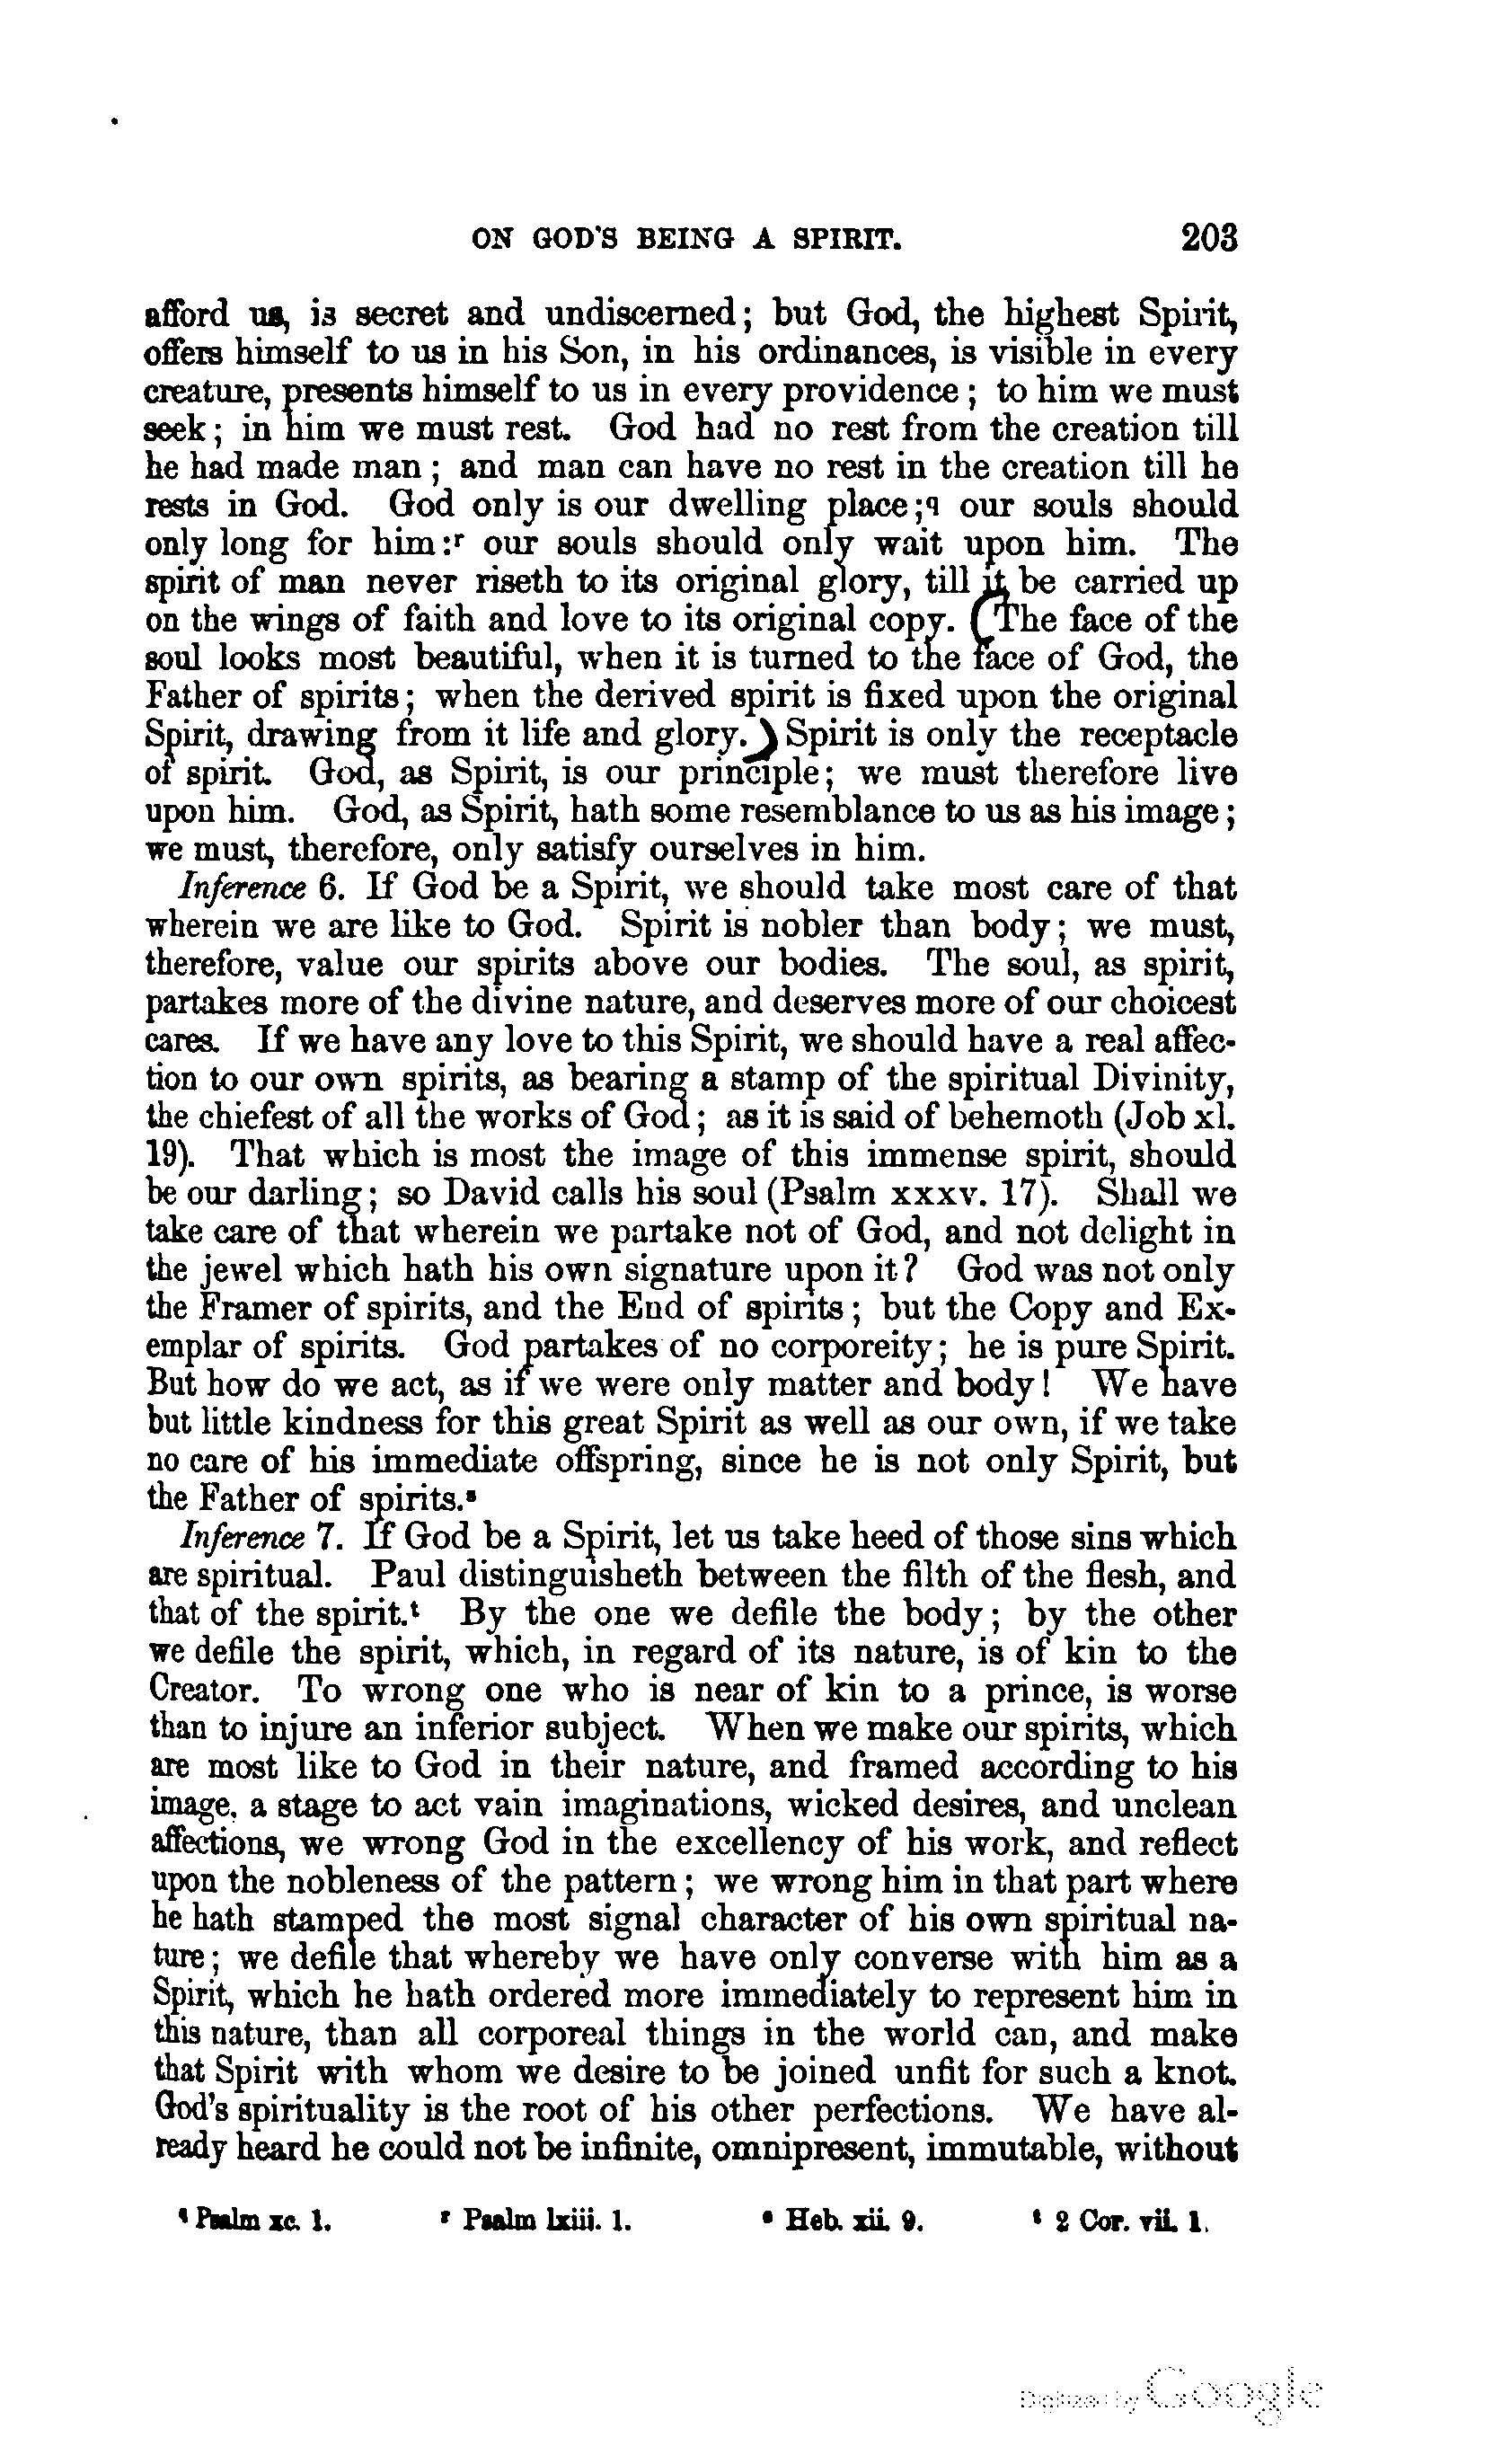 ON GOD'S BEING A SPIRIT. 203
afford us, is secret and undiscerned; but God, the highest Spirit,
offers himself to us in his Son, in his ordinances, is visible in every
creature, presents himself to us in every providence; to him we must
seek; in him we must rest. God had no rest from the creation till
he had made man; and man can have no rest in the creation till he
rests in God. God only is our dwelling place;q our souls should
only long for him:r our souls should only wait upon him. The
spirit of man never riseth to its original glory, till it be carried up
on the wings of faith and love to its original copy. (The face of the
soul looks most beautiful, when it is turned to the face of God, the
Father of spirits; when the derived spirit is fixed upon the original
Spirit, drawing from it life and glory.) Spirit is only the receptacle
of spirit. God, as Spirit, is our principle; we must therefore live
upon him. God, as Spirit, hath some resemblance to us as his image;
we must, therefore, only satisfy ourselves in him.
Inference 6. If God be a Spirit, we should take most care of that
wherein we are like to God. Spirit is nobler than body; we must,
therefore, value our spirits above our bodies. The soul, as spirit,
partakes more of the divine nature, and deserves more of our choicest
cares. If we have any love to this Spirit, we should have a real affec-
tion to our own spirits, as bearing a stamp of the spiritual Divinity,
the chiefest of all the works of God; as it is said of behemoth (Job xl.
19). That which is most the image of this immense spirit, should
be our darling; so David calls his soul (Psalm xxxv. 17). Shall we
take care of that wherein we partake not of God, and not delight in
the jewel which hath his own signature upon it? God was not only
the Framer of spirits, and the End of spirits; but the Copy and Ex-
emplar of spirits. God partakes of no corporeity; he is pure Spirit.
But how do we act, as if we were only matter and body! We have
but little kindness for this great Spirit as well as our own, if we take
no care of his immediate offspring, since he is not only Spirit, but
the Father of spirits.s
Inference 7. If God be a Spirit, let us take heed of those sins which
are spiritual. Paul distinguisheth between the filth of the flesh, and
that of the spirit.t By the one we defile the body; by the other
we defile the spirit, which, in regard of its nature, is of kin to the
Creator. To wrong one who is near of kin to a prince, is worse
than to injure an inferior subject. When we make our spirits, which
are most like to God in their nature, and framed according to his
image, a stage to act vain imaginations, wicked desires, and unclean
affections, we wrong God in the excellency of his work, and reflect
upon the nobleness of the pattern; we wrong him in that part where
he hath stamped the most signal character of his own spiritual na-
ture; we defile that whereby we have only converse with him as a
Spirit, which he hath ordered more immediately to represent him in
this nature, than all corporeal things in the world can, and make
that Spirit with whom we desire to be joined unfit for such a knot.
God's spirituality is the root of his other perfections. We have al-
ready heard he could not be infinite, omnipresent, immutable, without
q Psalm xc. 1. r Psalm lxiii. 1. s Heb. xii. 9. t 2 Cor. vii. 1.
Digitized by Google